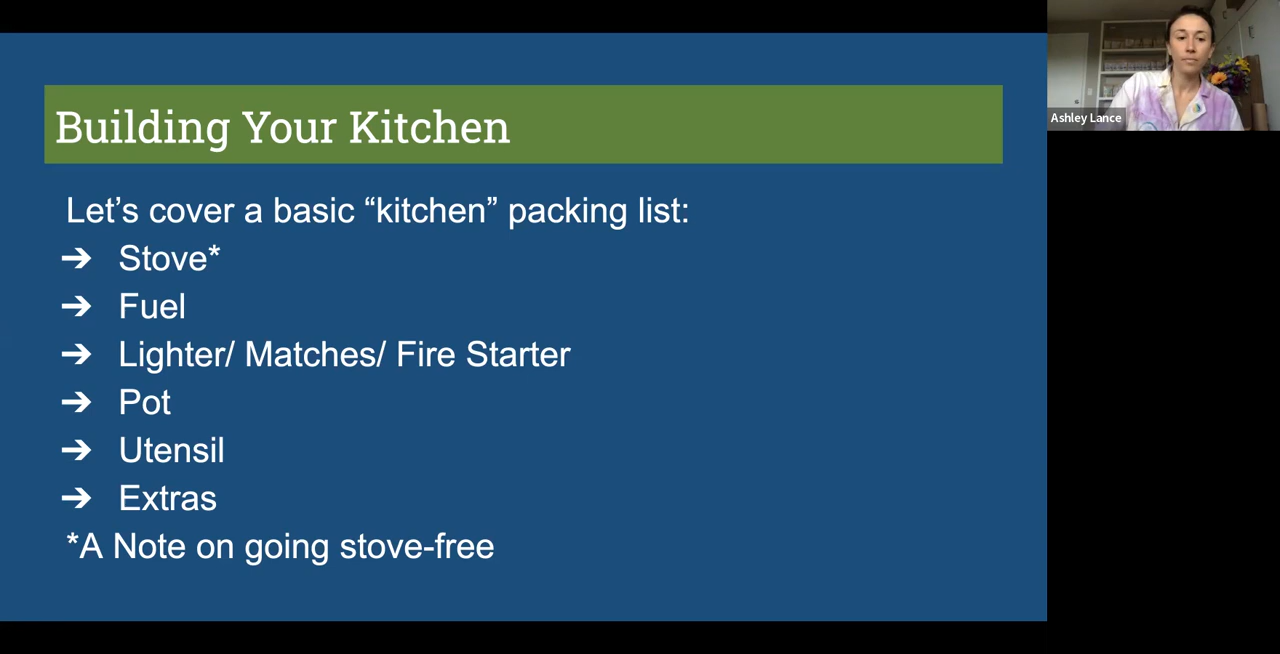 Building Your Kitchen
Let’s cover a basic “kitchen” packing list:
➔ Stove*
➔ Fuel
➔ Lighter/ Matches/ Fire Starter
➔ Pot
➔ Utensil
➔ Extras
*A Note on going stove-free
Ashley Lance